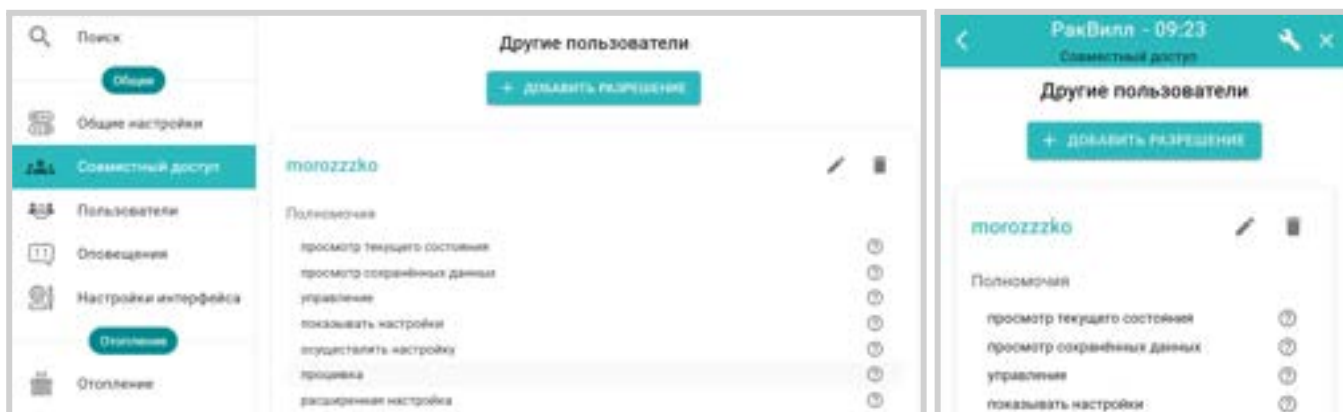 Поиск
Общие
Общие настройки
Совместный доступ
Пользователи
Оповещения
Настройки интерфейса
Отопление
Отопление
Другие пользователи
+ ДОБАВИТЬ РАЗРЕШЕНИЕ
morozzzko
Полномочия
просмотр текущего состояния
просмотр сохранённых данных
управление
показывать настройки
осуществлять настройку
прошивка
расширенная настройка
РакВилл - 09:23
Совместный доступ
Другие пользователи
+ ДОБАВИТЬ РАЗРЕШЕНИЕ
morozzzko
Полномочия
просмотр текущего состояния
просмотр сохранённых данных
управление
показывать настройки